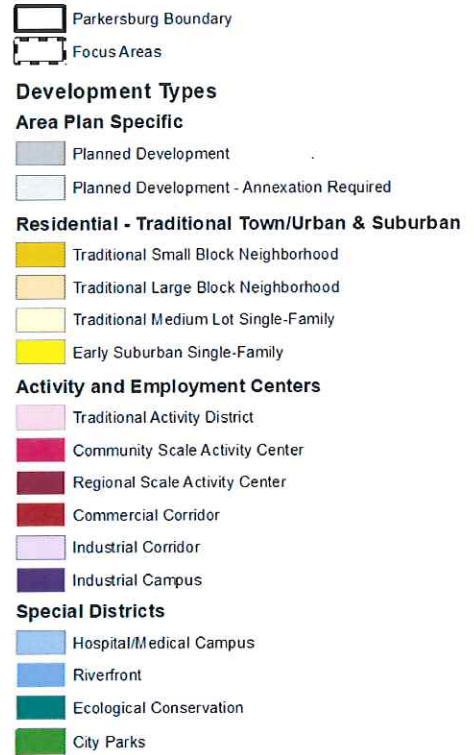 Parkersburg Boundary
Focus Areas
Development Types
Area Plan Specific
Planned Development
Planned Development - Annexation Required
Residential - Traditional Town/Urban & Suburban
Traditional Small Block Neighborhood
Traditional Large Block Neighborhood
Traditional Medium Lot Single-Family
Early Suburban Single-Family
Activity and Employment Centers
Traditional Activity District
Community Scale Activity Center
Regional Scale Activity Center
Commercial Corridor
Industrial Corridor
Industrial Campus
Special Districts
Hospital/Medical Campus
Riverfront
Ecological Conservation
City Parks